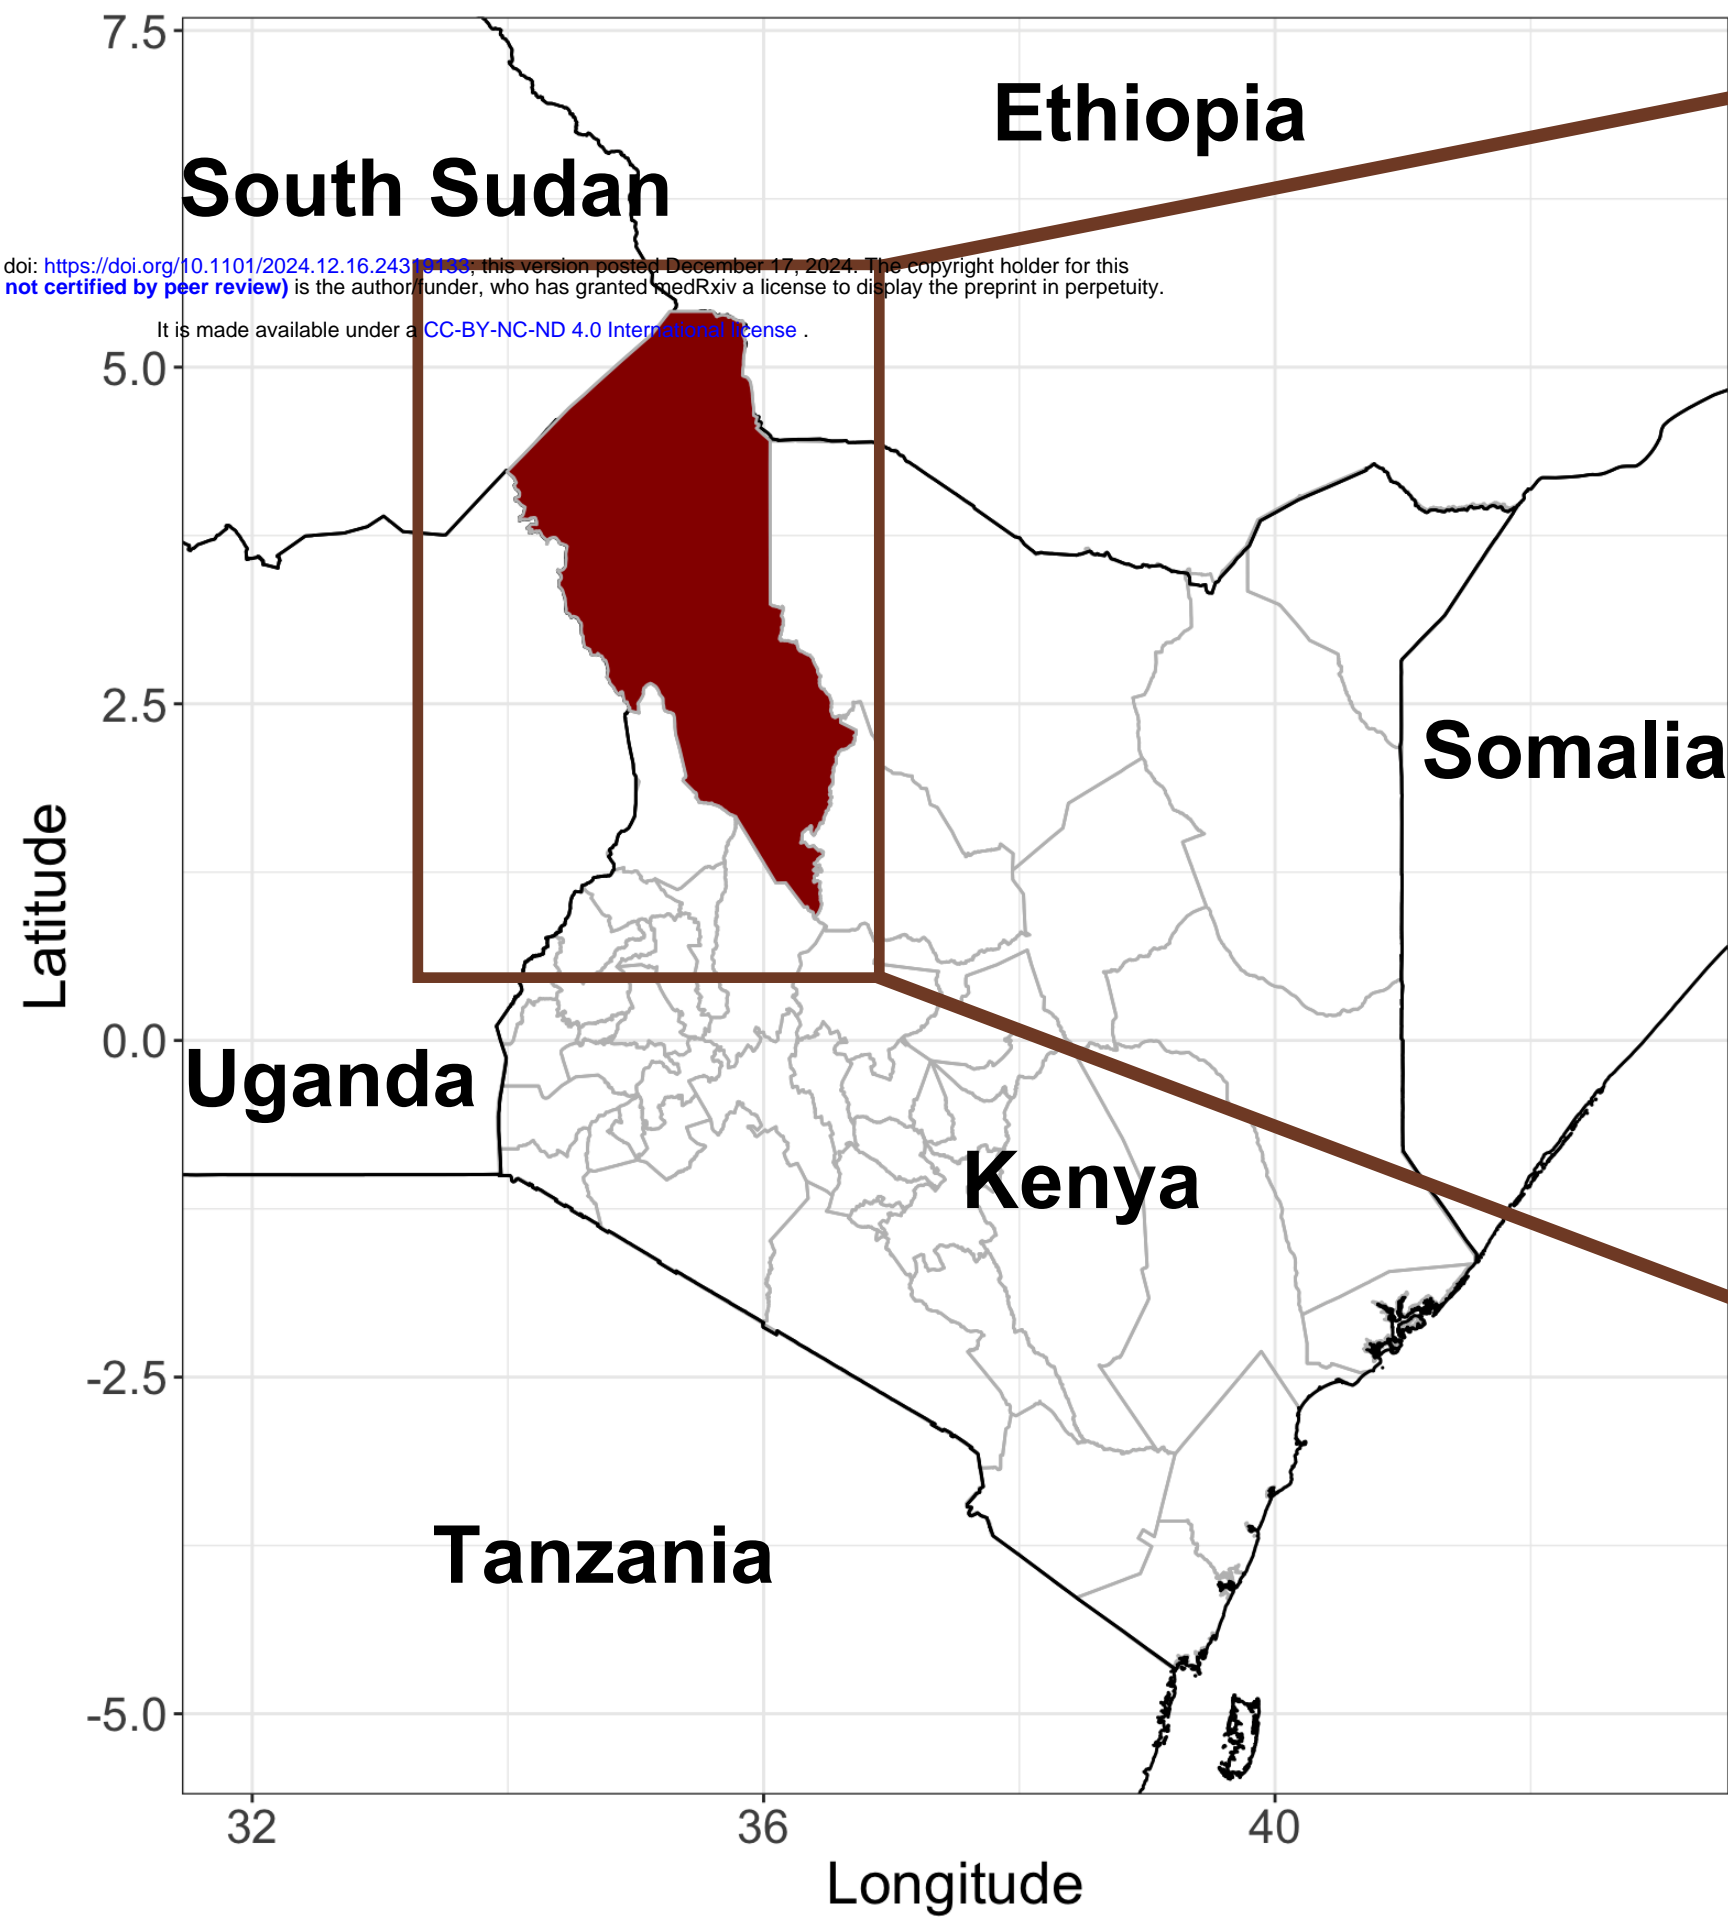 7.5
Ethiopia
South Sudan
doi: https://doi.org/10.1101/2024.12.16.24319133; this version posted December 17, 2024. The copyright holder for this
not certified by peer review) is the author/funder, who has granted medRxiv a license to display the preprint in perpetuity.
It is made available under a CC-BY-NC-ND 4.0 International license .
5.0
2.5
Somalia
Latitude
0.0
Uganda
Kenya
-2.5
Tanzania
-5.0
32 36 40
Longitude